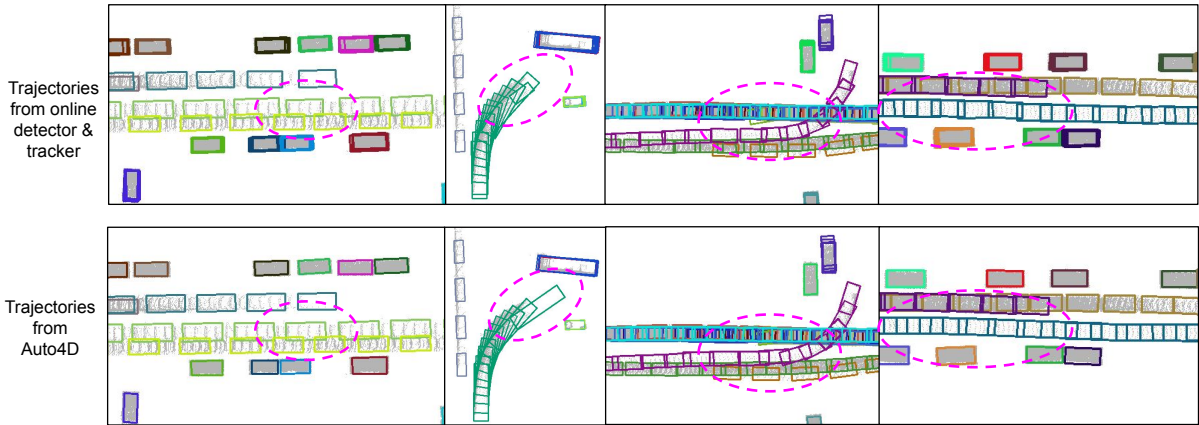 Trajectories
from online
detector &
tracker
Trajectories
from
Auto4D